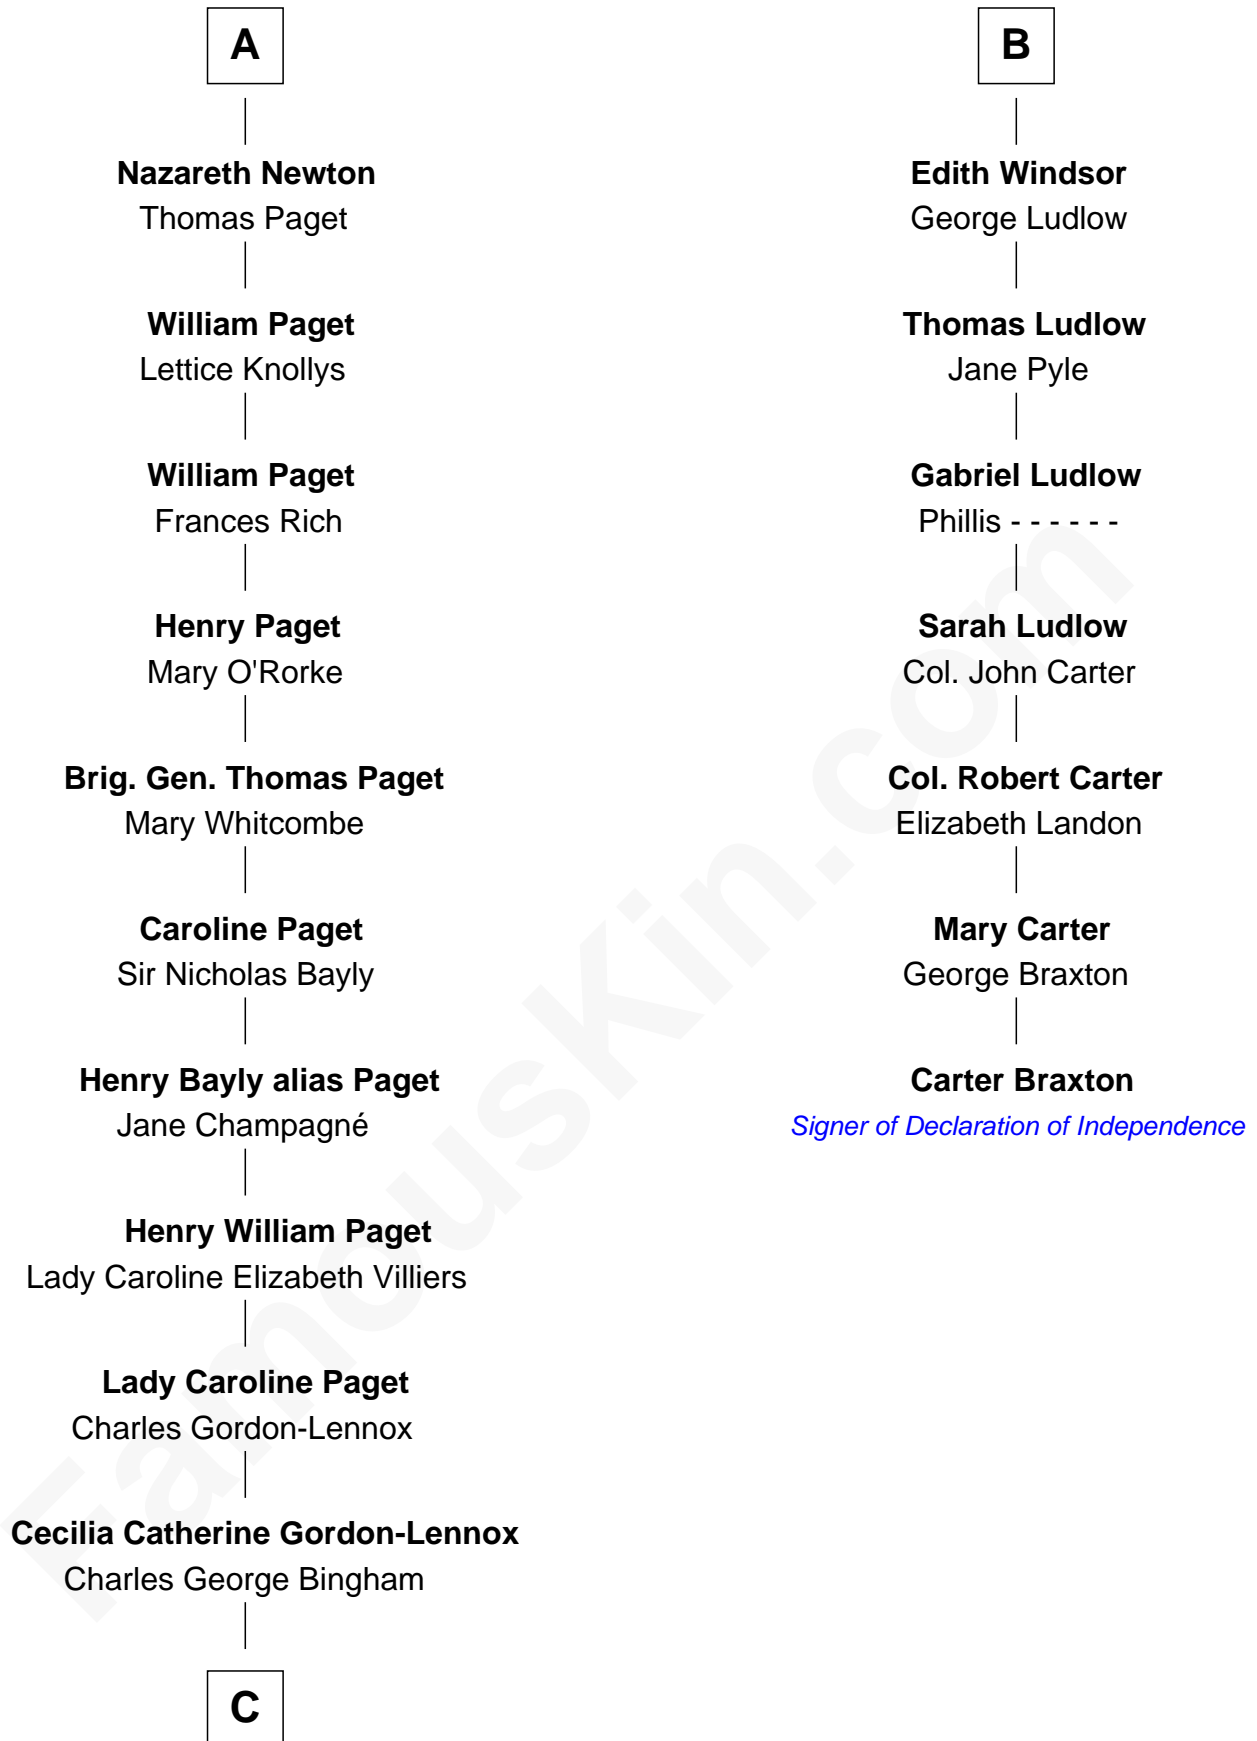 A
Nazareth Newton
Thomas Paget
William Paget
Lettice Knollys
William Paget
Frances Rich
Henry Paget
Mary O'Rorke
Brig. Gen. Thomas Paget
Mary Whitcombe
Caroline Paget
Sir Nicholas Bayly
Henry Bayly alias Paget
Jane Champagné
Henry William Paget
Lady Caroline Elizabeth Villiers
Lady Caroline Paget
Charles Gordon-Lennox
Cecilia Catherine Gordon-Lennox
Charles George Bingham
C
B
Edith Windsor
George Ludlow
Thomas Ludlow
Jane Pyle
Gabriel Ludlow
Phillis - - - - - -
Sarah Ludlow
Col. John Carter
Col. Robert Carter
Elizabeth Landon
Mary Carter
George Braxton
Carter Braxton
Signer of Declaration of Independence
FamousKin.com